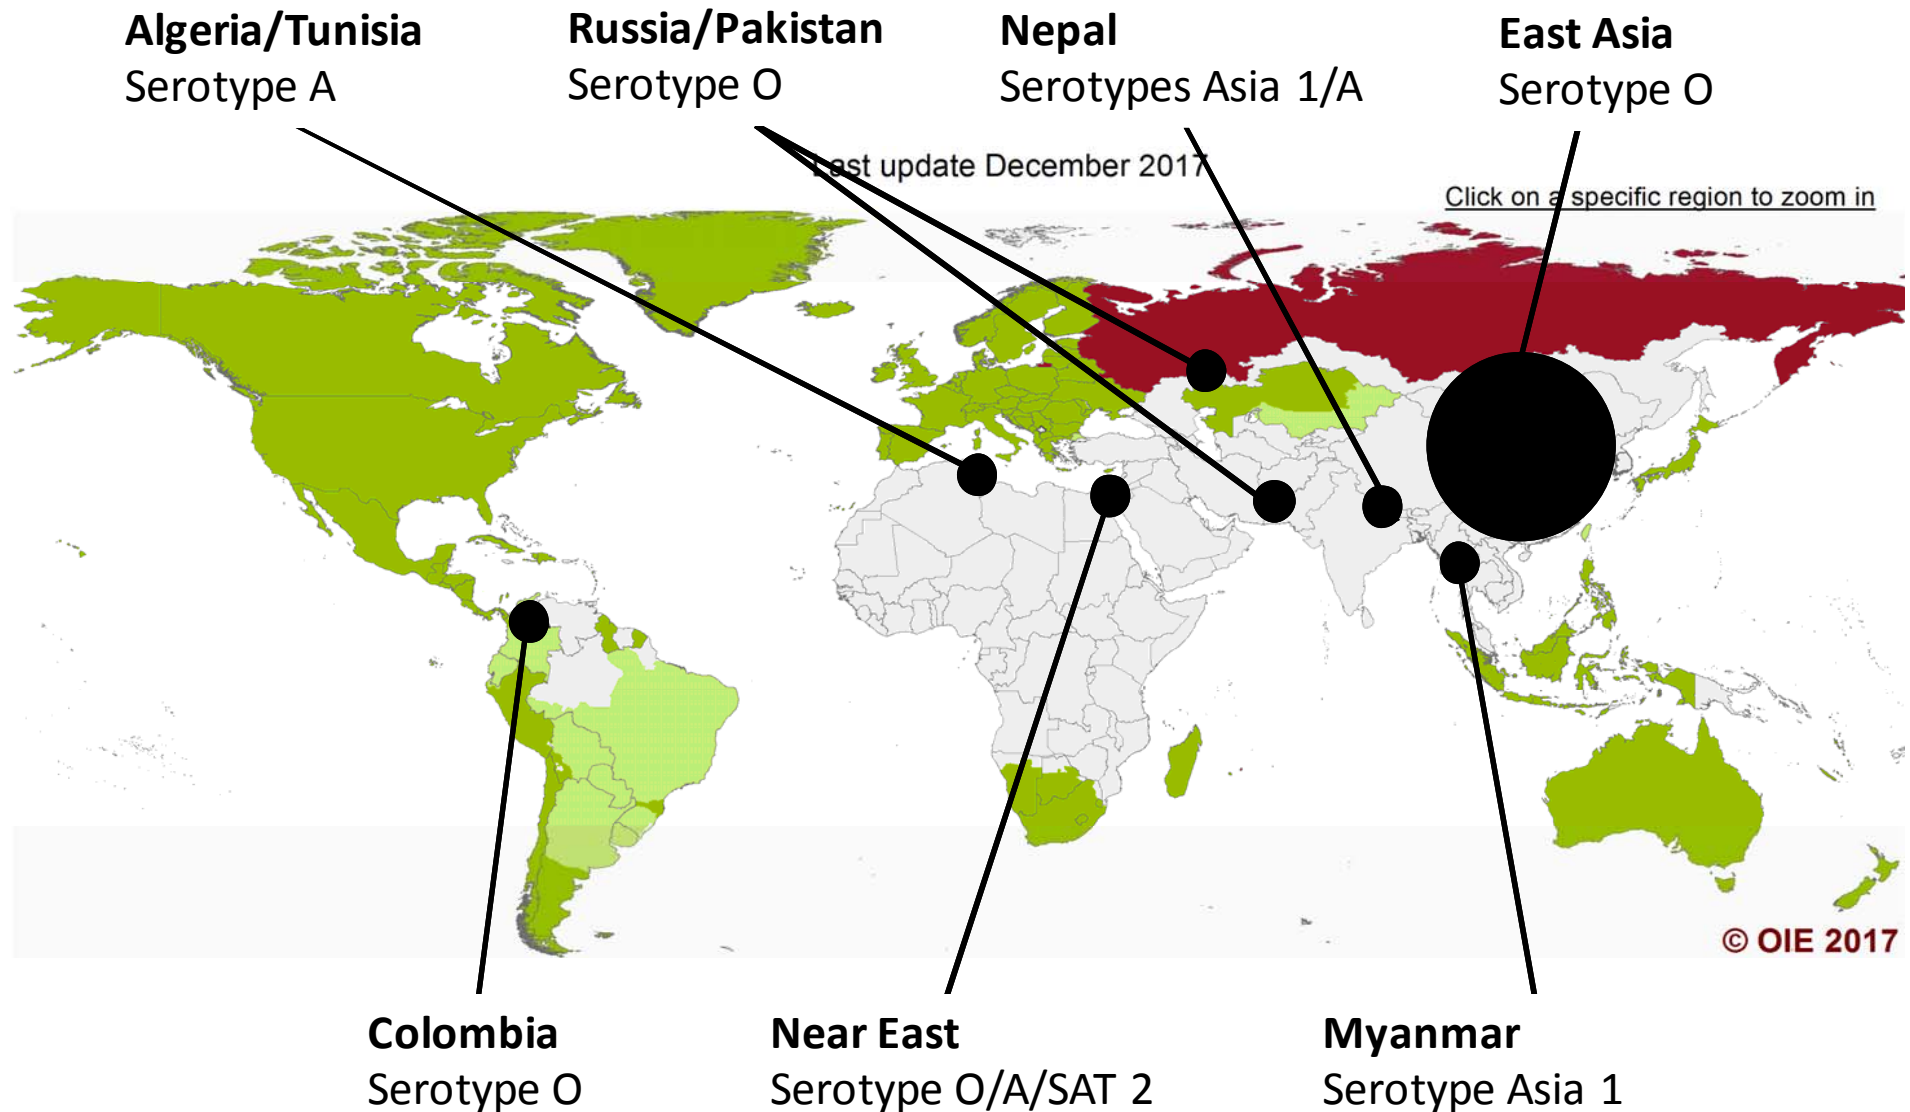 Algeria/Tunisia
Serotype A
Russia/Pakistan
Serotype O
Nepal
Serotypes Asia 1/A
East Asia
Serotype O
Last update December 2017
Click on a specific region to zoom in
© OIE 2017
Colombia
Serotype O
Near East
Serotype O/A/SAT 2
Myanmar
Serotype Asia 1